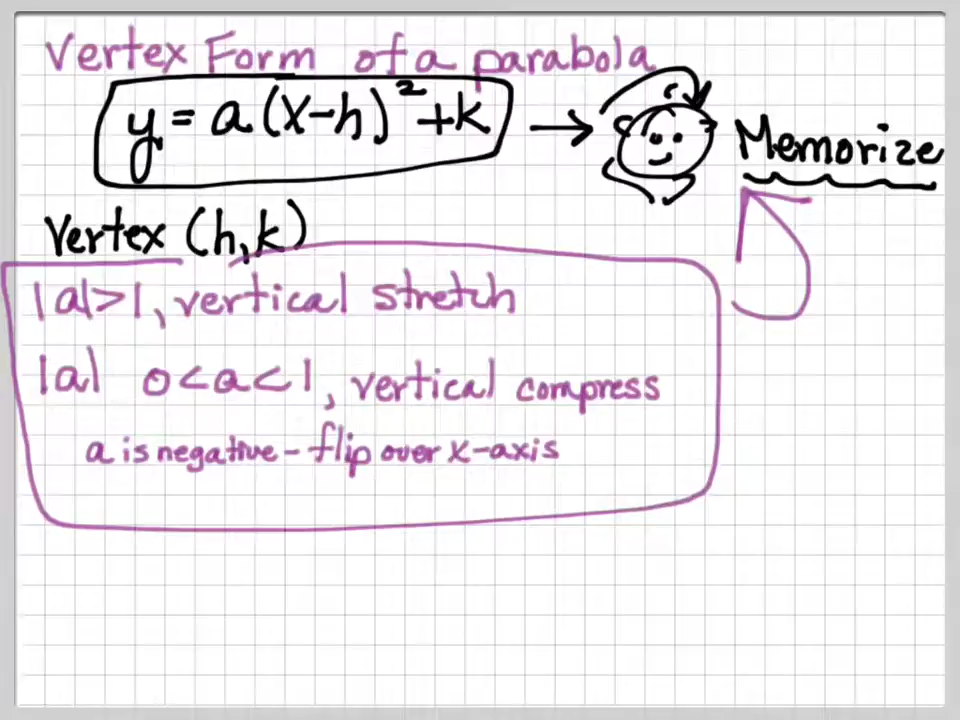 Vertex Form of a parabola
y = a(x-h)² + k → Memorize
Vertex (h,k)
|a|>1, vertical stretch
|a| 0<a<1, vertical compress
a is negative - flip over x-axis